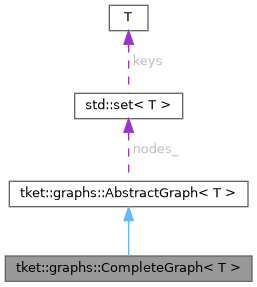 T
keys
std::set< T >
nodes_
tket::graphs::AbstractGraph< T >
tket::graphs::CompleteGraph< T >